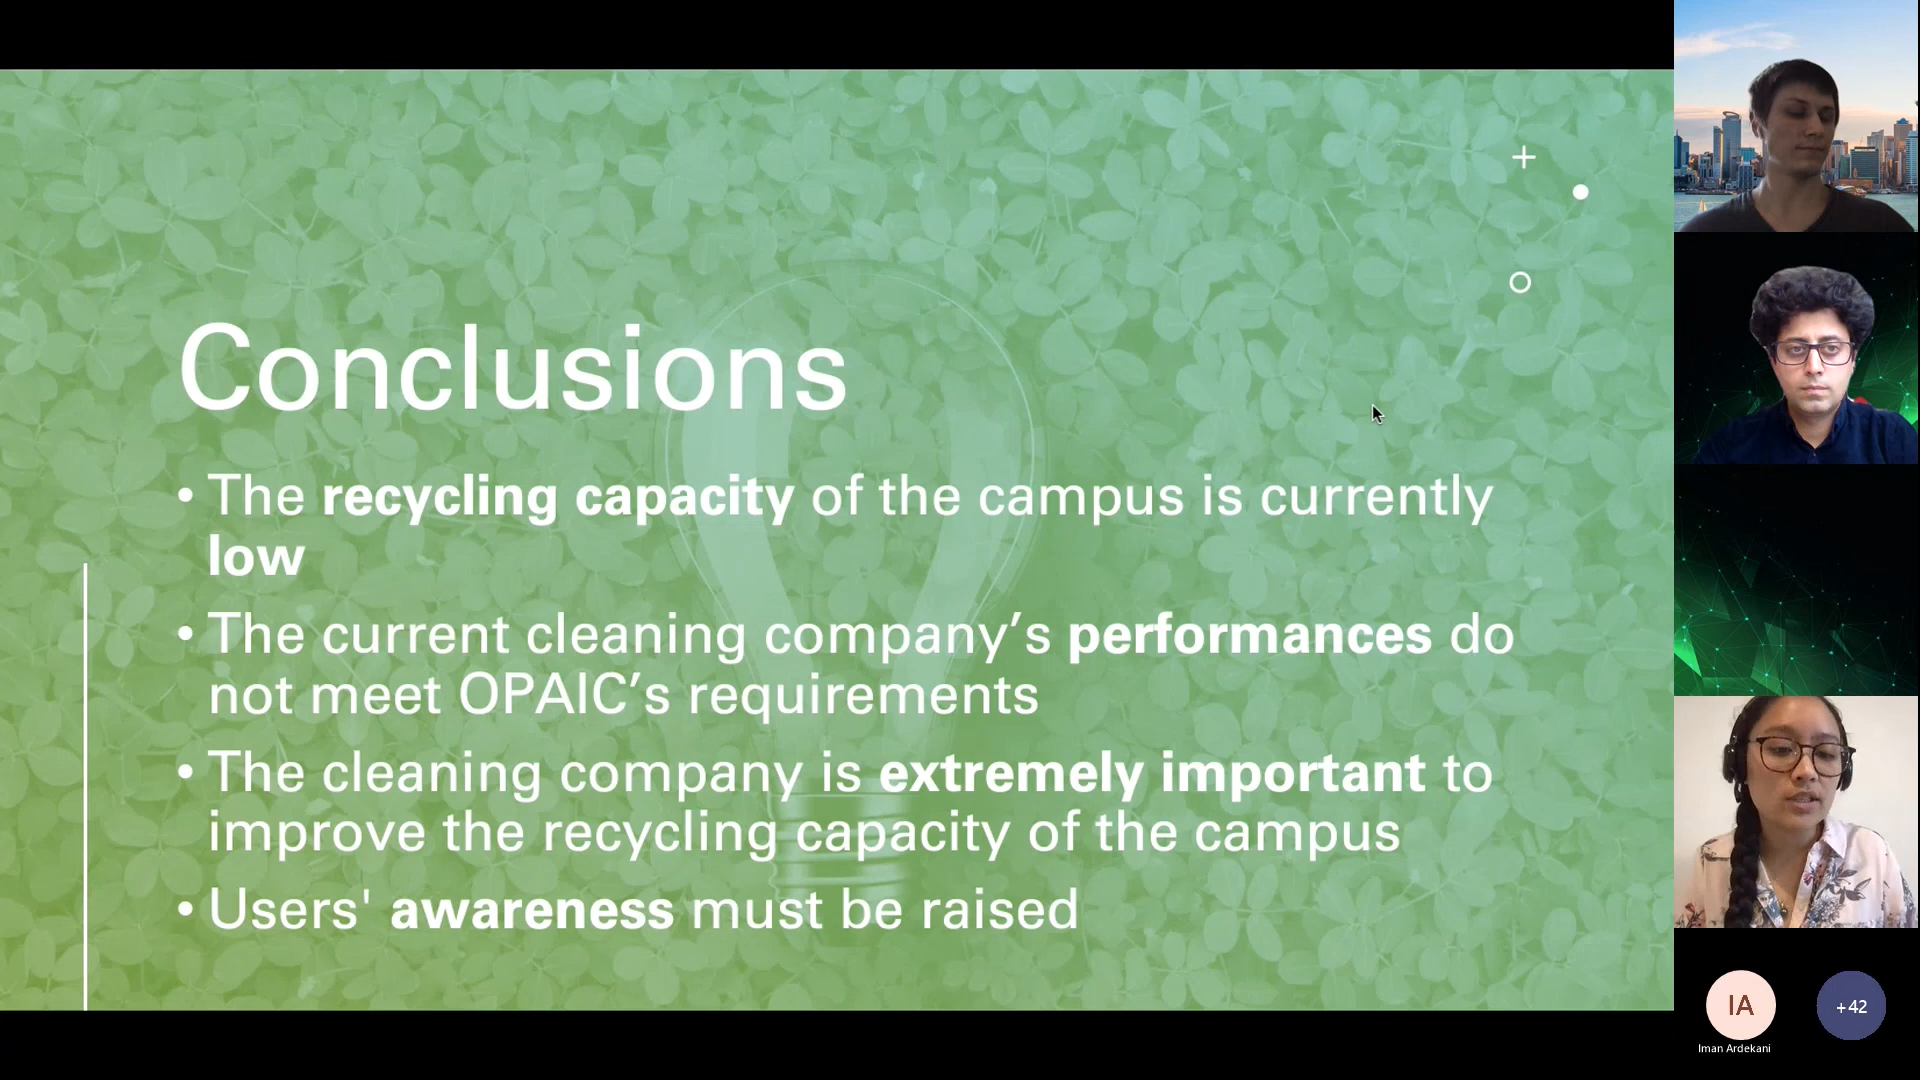 Conclusions
• The recycling capacity of the campus is currently
low
• The current cleaning company’s performances do
not meet OPAIC’s requirements
• The cleaning company is extremely important to
improve the recycling capacity of the campus
• Users' awareness must be raised
IA
+42
Iman Ardekani